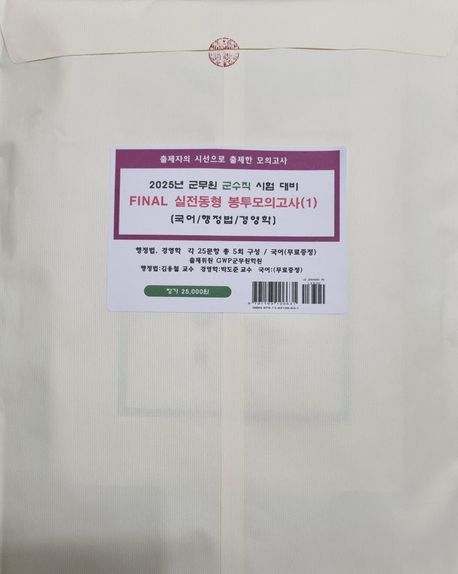 출제자의 시선으로 출제한 모의고사
2025년 군무원 군수직 시험 대비
FINAL 실전동형 봉투모의고사(1)
(국어/행정법/경영학)
행정법, 경영학 각 25문항 총 5회 구성 / 국어(무료증정)
출제위원 GWP군무원학원
행정법:김용철 교수 경영학:박도준 교수 국어:(무료증정)
정가 25,000원